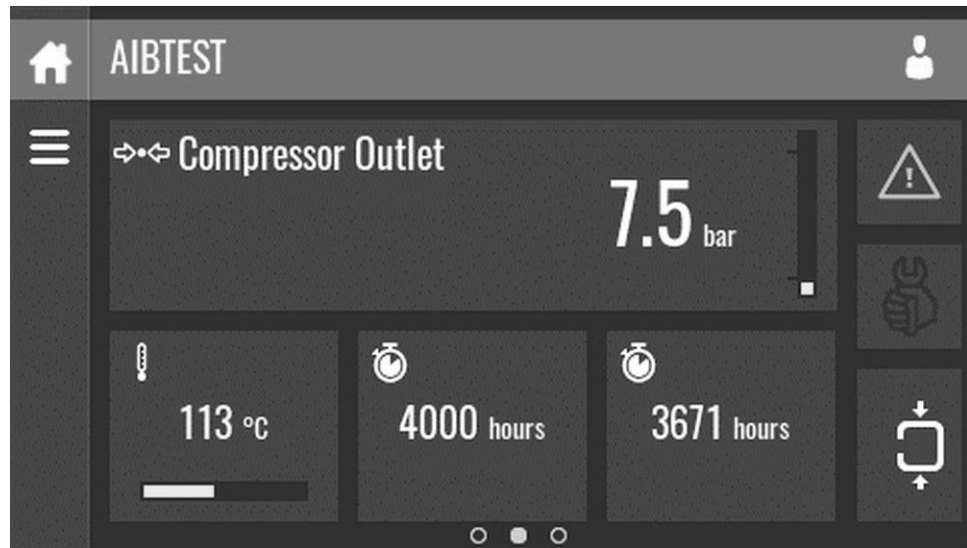 AIBTEST
Compressor Outlet
7.5 bar
113 °C
4000 hours
3671 hours